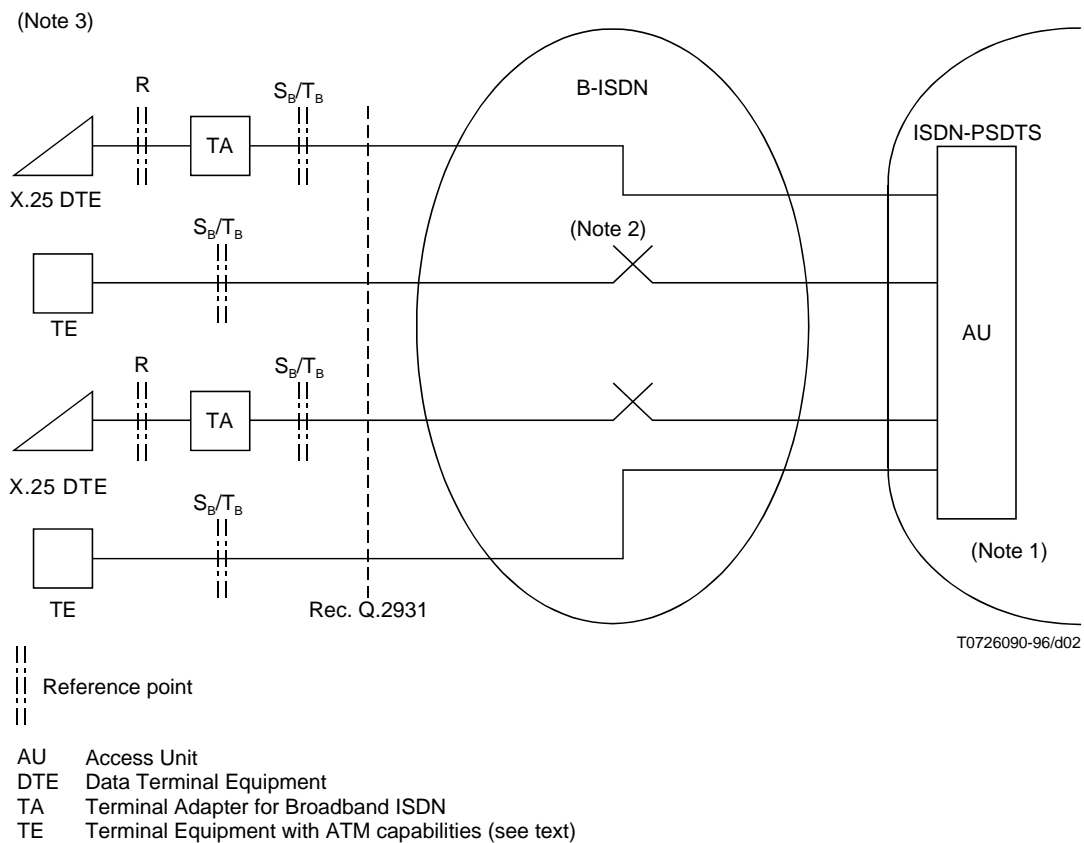 (Note 3)
B-ISDN
R
S_B/T_B
ISDN-PSDTS
TA
X.25 DTE
S_B/T_B
(Note 2)
TE
AU
R
S_B/T_B
TA
X.25 DTE
S_B/T_B
(Note 1)
TE
Rec. Q.2931
T0726090-96/d02
Reference point
AU Access Unit
DTE Data Terminal Equipment
TA Terminal Adapter for Broadband ISDN
TE Terminal Equipment with ATM capabilities (see text)